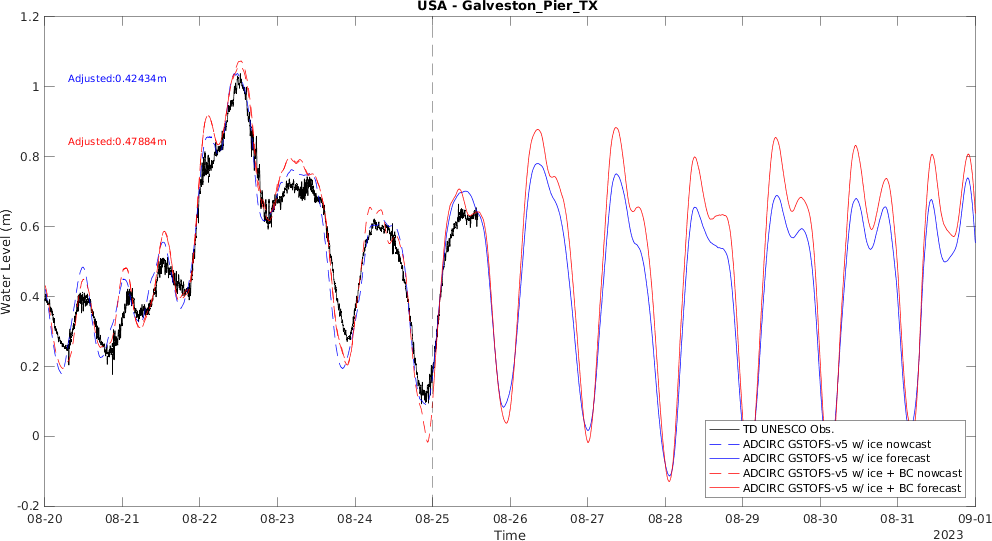 USA - Galveston_Pier_TX
Water Level (m)
1.2
1
0.8
0.6
0.4
0.2
0
-0.2
Adjusted:0.42434m
Adjusted:0.47884m
TD UNESCO Obs.
ADCIRC GSTOFS-v5 w/ ice nowcast
ADCIRC GSTOFS-v5 w/ ice forecast
ADCIRC GSTOFS-v5 w/ ice + BC nowcast
ADCIRC GSTOFS-v5 w/ ice + BC forecast
08-20 08-21 08-22 08-23 08-24 08-25 08-26 08-27 08-28 08-29 08-30 08-31 09-01
Time
2023